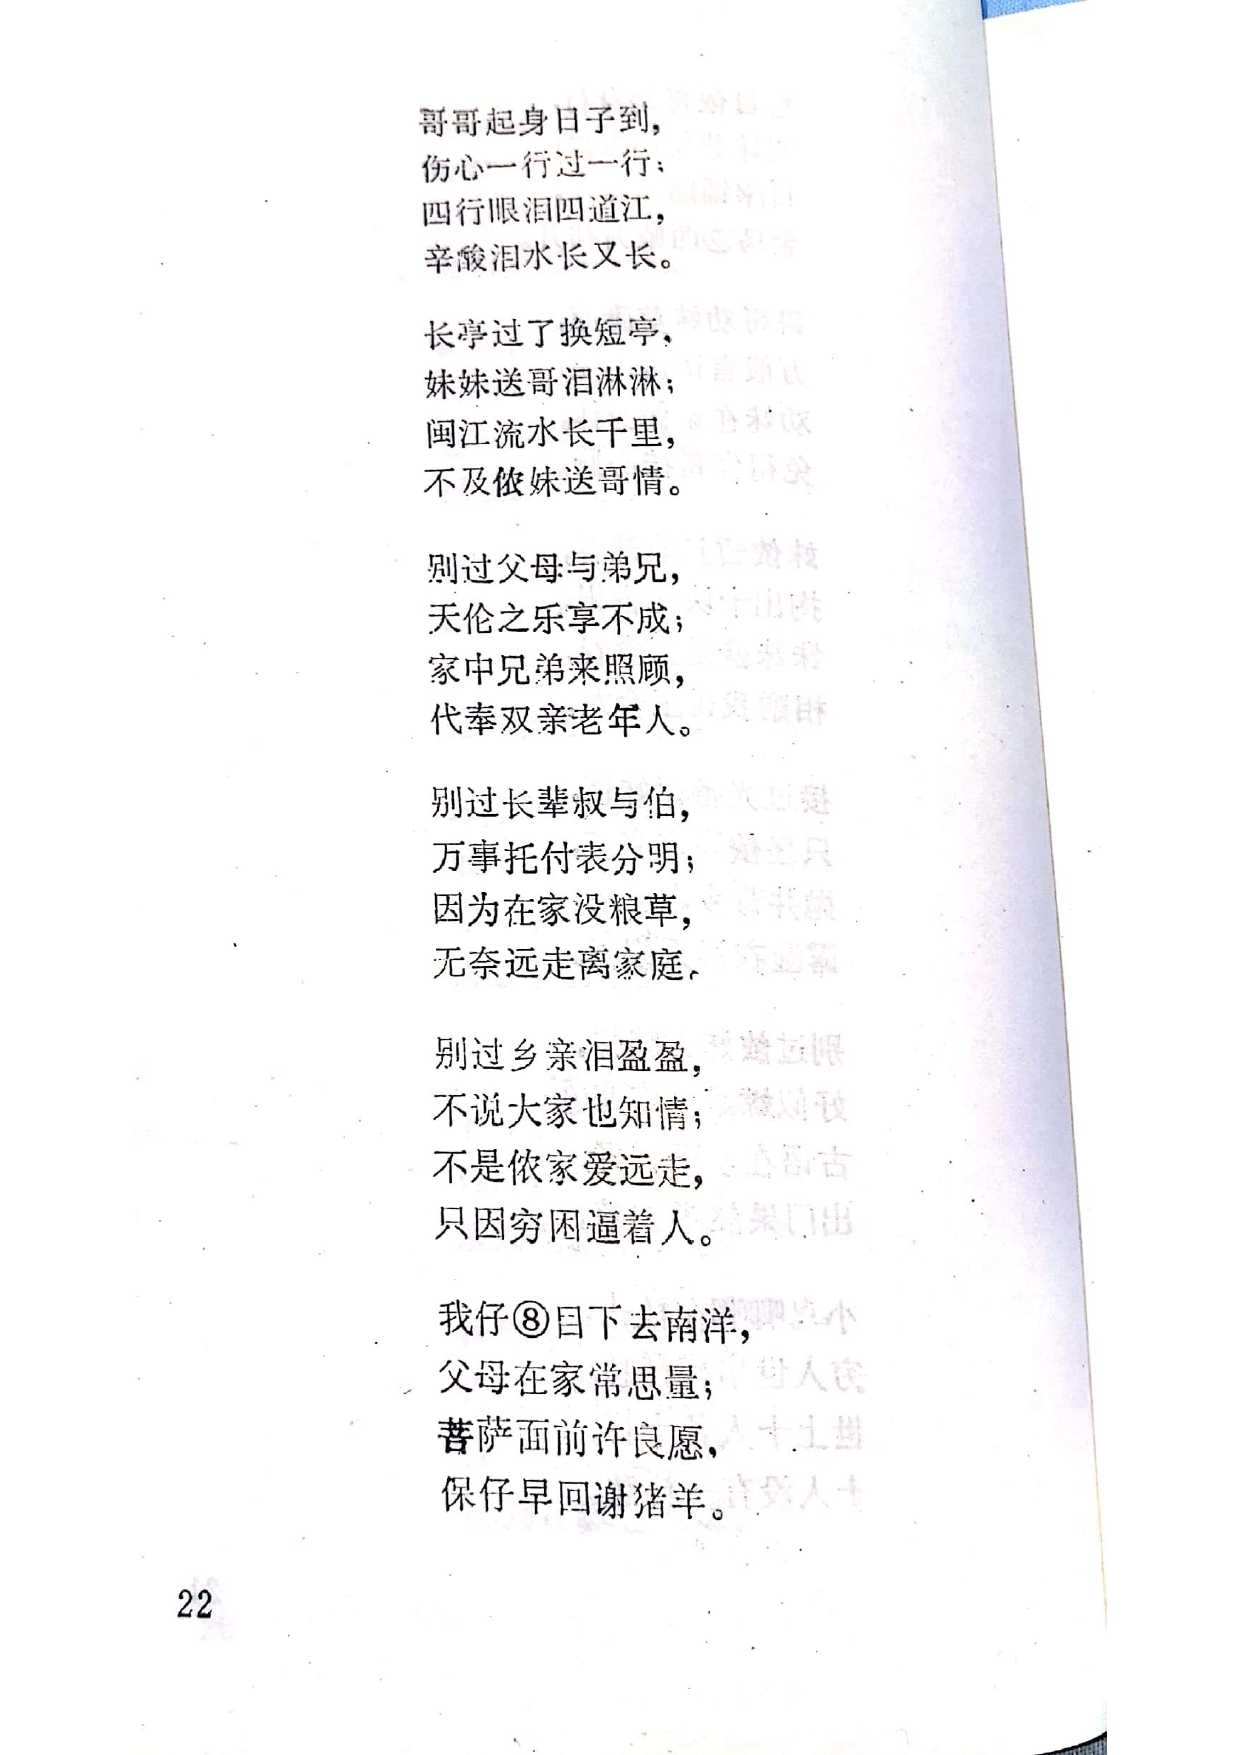 哥哥起身日子到，
伤心一行过一行；
四行眼泪四道江，
辛酸泪水长又长。
长亭过了换短亭，
妹妹送哥泪淋淋；
闽江流水长千里，
不及侬妹送哥情。
别过父母与弟兄，
天伦之乐享不成；
家中兄弟来照顾，
代奉双亲老年人。
别过长辈叔与伯，
万事托付表分明；
因为在家没粮草，
无奈远走离家庭。
别过乡亲泪盈盈，
不说大家也知情；
不是侬家爱远走，
只因穷困逼着人。
我仔⑧目下去南洋，
父母在家常思量；
菩萨面前许良愿，
保仔早回谢猪羊。
22